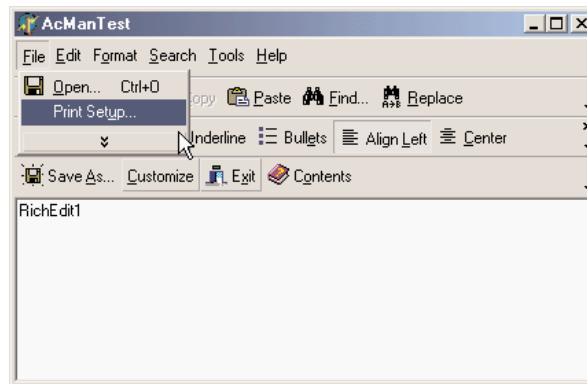 AcManTest
File Edit Format Search Tools Help
Open... Ctrl+O
Print Setup...
opy Paste Find... Replace
Underline Bullets Align Left Center
Save As... Customize Exit Contents
RichEdit1